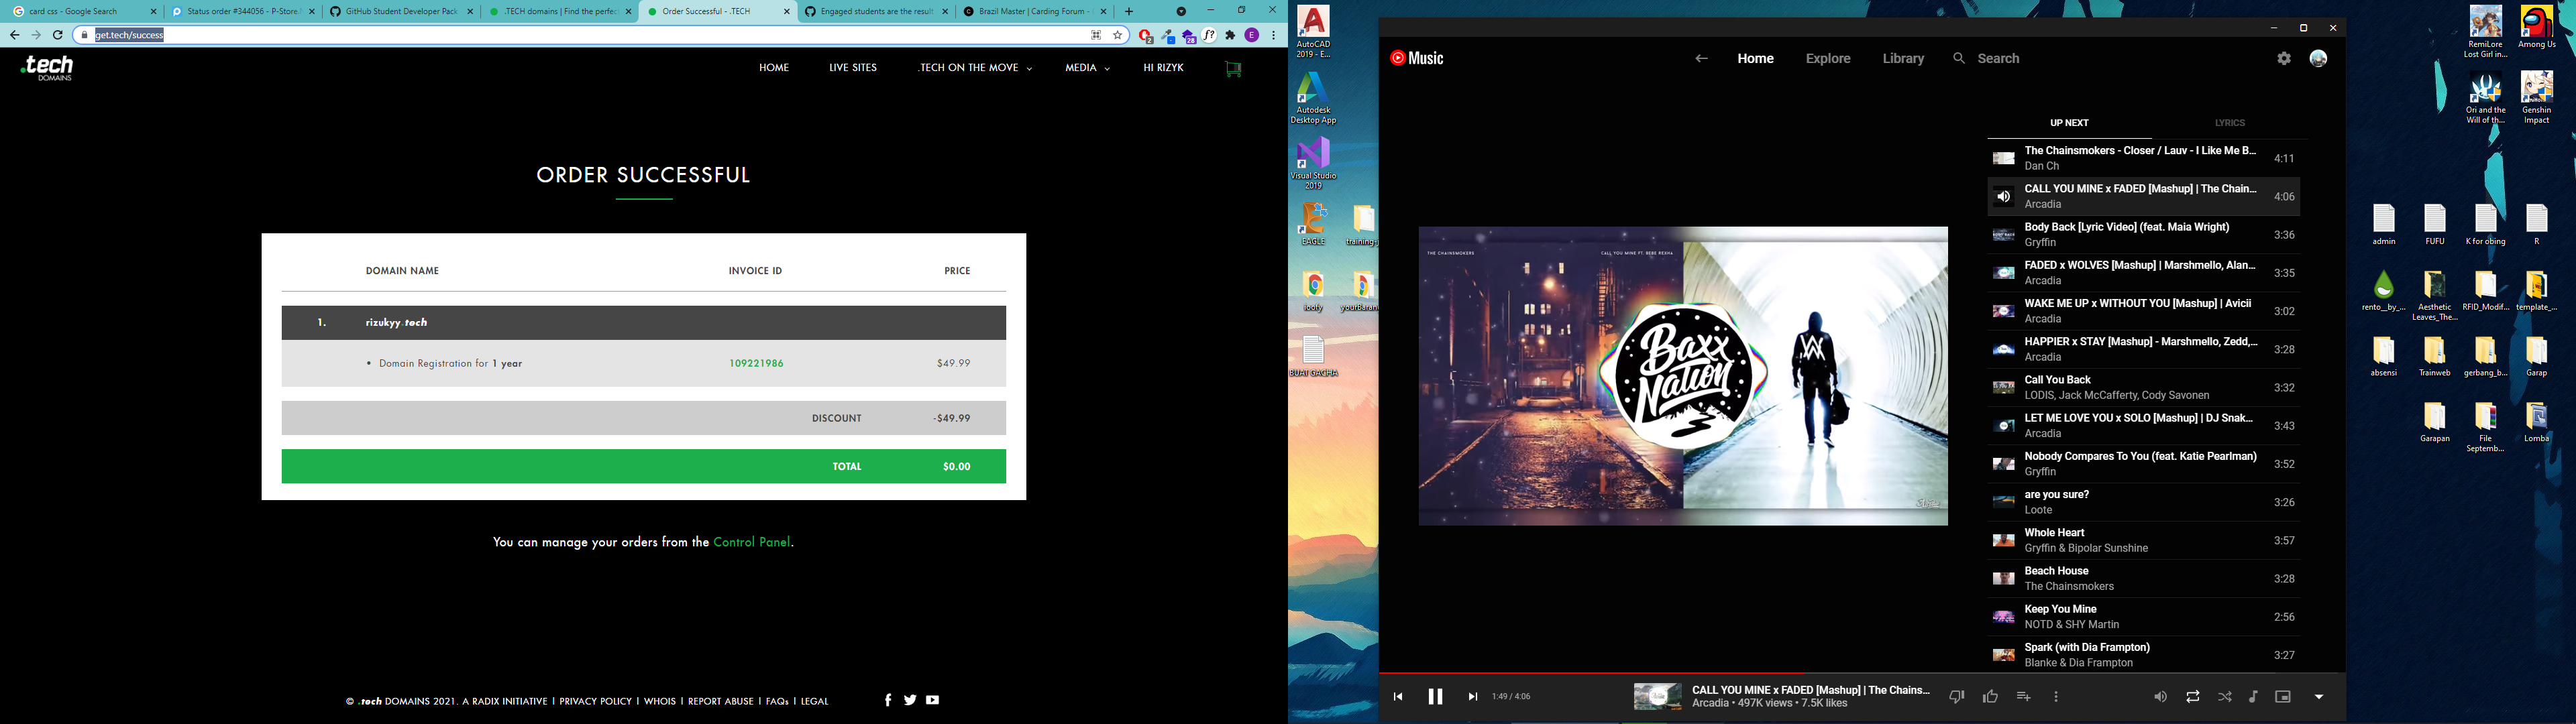 card css - Google Search
Status order #344056 - P-Store.
GitHub Student Developer Pack
.TECH domains | Find the perfec
Order Successful - .TECH
Engaged students are the result
Brazil Master | Carding Forum -
get.tech/success
2
28
f?
E
.tech
DOMAINS
HOME
LIVE SITES
.TECH ON THE MOVE
MEDIA
HI RIZYK
ORDER SUCCESSFUL
DOMAIN NAME
INVOICE ID
PRICE
1.
rizukyy.tech
• Domain Registration for 1 year
109221986
$49.99
DISCOUNT
-$49.99
TOTAL
$0.00
You can manage your orders from the Control Panel.
© .tech DOMAINS 2021. A RADIX INITIATIVE | PRIVACY POLICY | WHOIS | REPORT ABUSE | FAQs | LEGAL
AutoCAD
2019 - E...
Autodesk
Desktop App
Visual Studio
2019
EAGLE
training_j
loofy
yourBaran
BUAT GACHA
Music
Home
Explore
Library
Search
THE CHAINSMOKERS
CALL YOU MINE FT. BEBE REXHA
Baxx
Nation
UP NEXT
LYRICS
The Chainsmokers - Closer / Lauv - I Like Me B...
Dan Ch
4:11
CALL YOU MINE x FADED [Mashup] | The Chain...
Arcadia
4:06
Body Back [Lyric Video] (feat. Maia Wright)
Gryffin
3:36
FADED x WOLVES [Mashup] | Marshmello, Alan...
Arcadia
3:35
WAKE ME UP x WITHOUT YOU [Mashup] | Avicii
Arcadia
3:02
HAPPIER x STAY [Mashup] - Marshmello, Zedd,...
Arcadia
3:28
Call You Back
LODIS, Jack McCafferty, Cody Savonen
3:32
LET ME LOVE YOU x SOLO [Mashup] | DJ Snak...
Arcadia
3:43
Nobody Compares To You (feat. Katie Pearlman)
Gryffin
3:52
are you sure?
Loote
3:26
Whole Heart
Gryffin & Bipolar Sunshine
3:57
Beach House
The Chainsmokers
3:28
Keep You Mine
NOTD & SHY Martin
2:56
Spark (with Dia Frampton)
Blanke & Dia Frampton
3:27
1:49 / 4:06
CALL YOU MINE x FADED [Mashup] | The Chains...
Arcadia • 497K views • 7.5K likes
RemiLore
Lost Girl in...
Among Us
Ori and the
Will of th...
Genshin
Impact
admin
FUFU
K for obing
R
rento__by_...
Aesthetic
Leaves_The...
RFID_Modif...
template_...
absensi
Trainweb
gerbang_b...
Garap
Garapan
File
Septemb...
Lomba